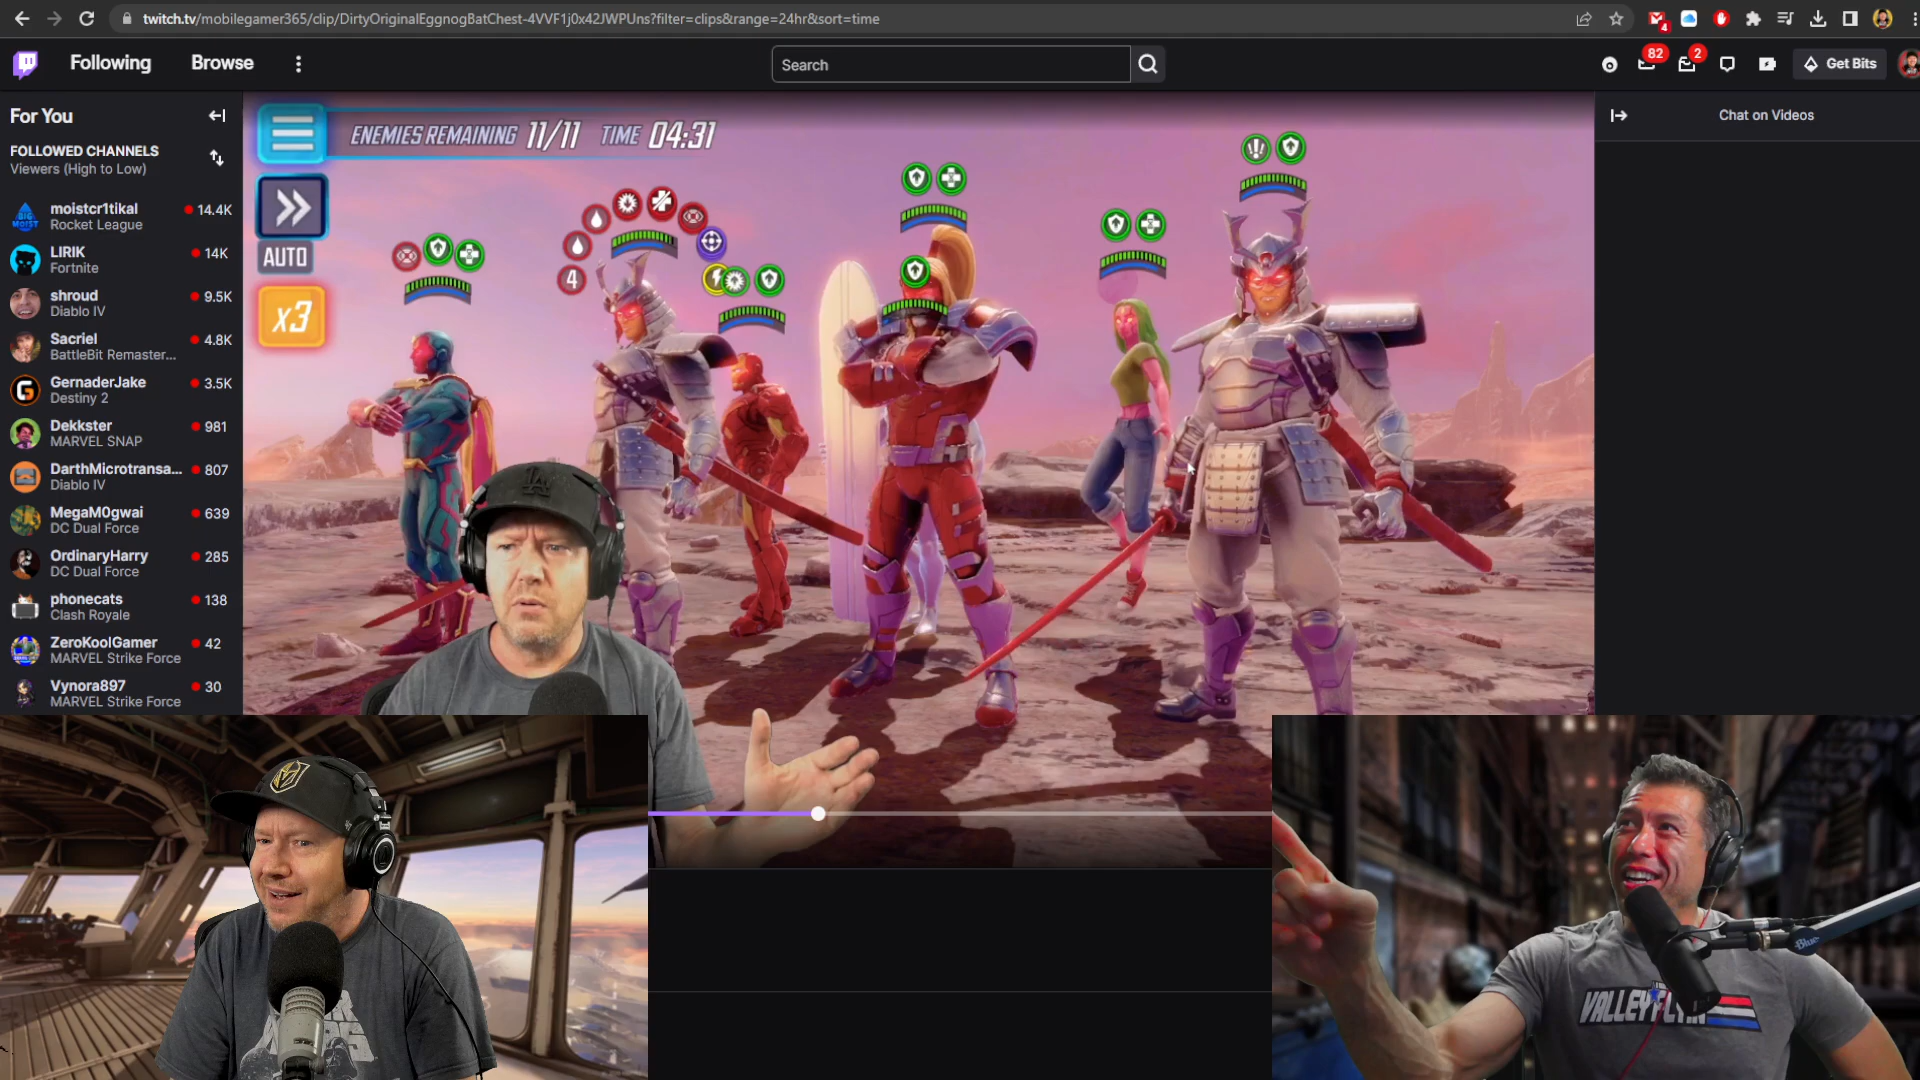 twitch.tv/mobilegamer365/clip/DirtyOriginalEggnogBatChest-4VVF1j0x42JWPUns?filter=clips&range=24hr&sort=time
4
Following
Browse
Search
82
2
Get Bits
For You
FOLLOWED CHANNELS
Viewers (High to Low)
moistcr1tikal
14.4K
Rocket League
LIRIK
14K
Fortnite
shroud
9.5K
Diablo IV
Sacriel
4.8K
BattleBit Remaster...
GernaderJake
3.5K
Destiny 2
Dekkster
981
MARVEL SNAP
DarthMicrotransa...
807
Diablo IV
MegaM0gwai
639
DC Dual Force
OrdinaryHarry
285
DC Dual Force
phonecats
138
Clash Royale
ZeroKoolGamer
42
MARVEL Strike Force
Vynora897
30
MARVEL Strike Force
ENEMIES REMAINING 11/11 TIME 04:31
AUTO
x3
4
LA
Chat on Videos
Blue